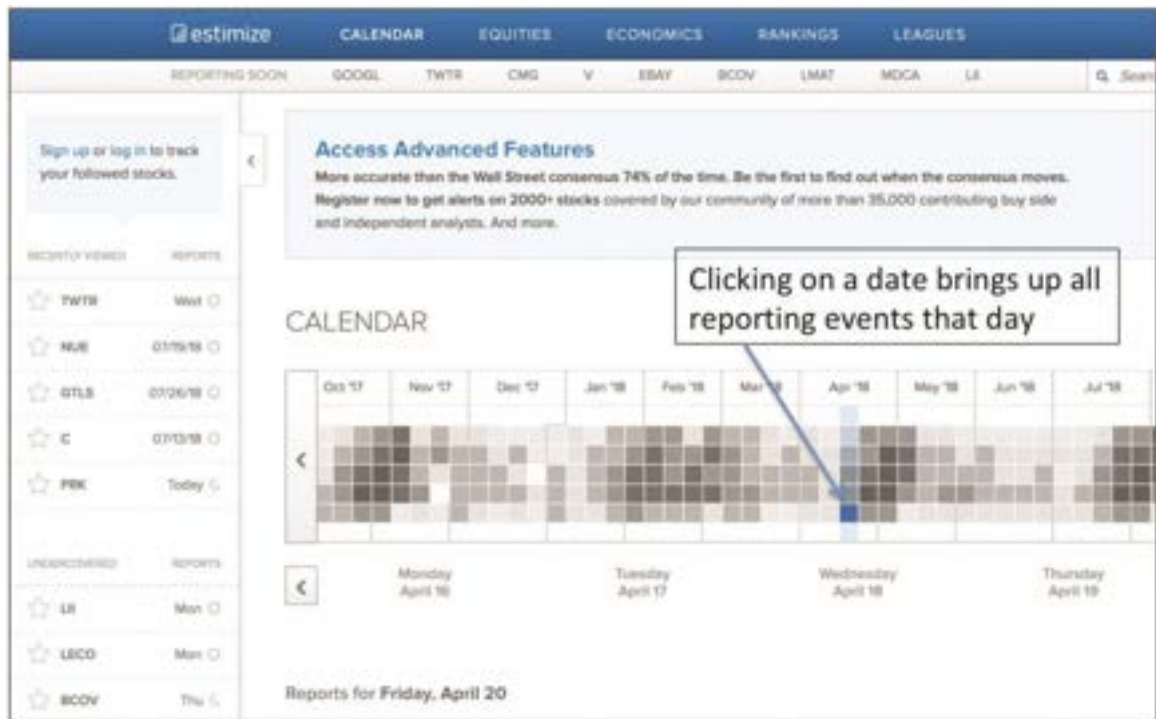 estimize CALENDAR EQUITIES ECONOMICS RANKINGS LEAGUES
REPORTING SOON GOOGL TWTR CMG V EBAY BCOV LMAT MDCA LII
Sign up or log in to track
your followed stocks.
Access Advanced Features
More accurate than the Wall Street consensus 74% of the time. Be the first to find out when the consensus moves.
Register now to get alerts on 2000+ stocks covered by our community of more than 35,000 contributing buy side
and independent analysts. And more.
RECENTLY VIEWED REPORTS
TWTR Wed
NUE 07/19/18
GTLS 07/26/18
C 07/13/18
PRK Today
UNDISCOVERED REPORTS
LII Mon
LECO Mon
BCOV Thu
Clicking on a date brings up all
reporting events that day
CALENDAR
Oct '17 Nov '17 Dec '17 Jan '18 Feb '18 Mar '18 Apr '18 May '18 Jun '18 Jul '18
Monday Tuesday Wednesday Thursday
April 16 April 17 April 18 April 19
Reports for Friday, April 20